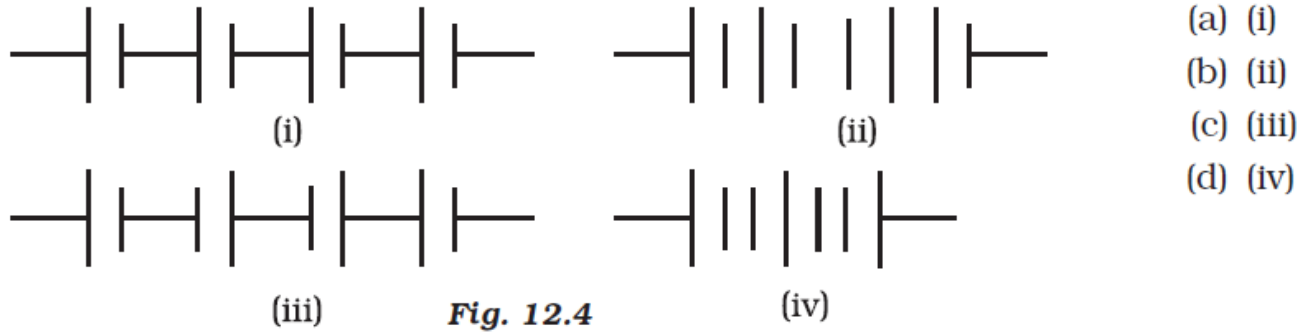 (i)
(ii)
(iii)
(iv)
Fig. 12.4
(a) (i)
(b) (ii)
(c) (iii)
(d) (iv)